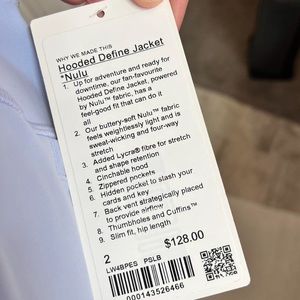 WHY WE MADE THIS
Hooded Define Jacket
*Nulu
1. Up for adventure and ready for
downtime, our fan-favourite
Hooded Define Jacket, powered
by Nulu™ fabric, has a
feel-good fit that can do it
all
2. Our buttery-soft Nulu™ fabric
feels weightlessly light and is
sweat-wicking and four-way
stretch
3. Added Lycra® fibre for stretch
and shape retention
4. Cinchable hood
5. Zippered pockets
6. Hidden pocket to stash your
cards and key
7. Back vent strategically placed
to provide airflow
8. Thumbholes and Cuffins™
9. Slim fit, hip length
2
$128.00
LW4BPES PSLB
000143526466